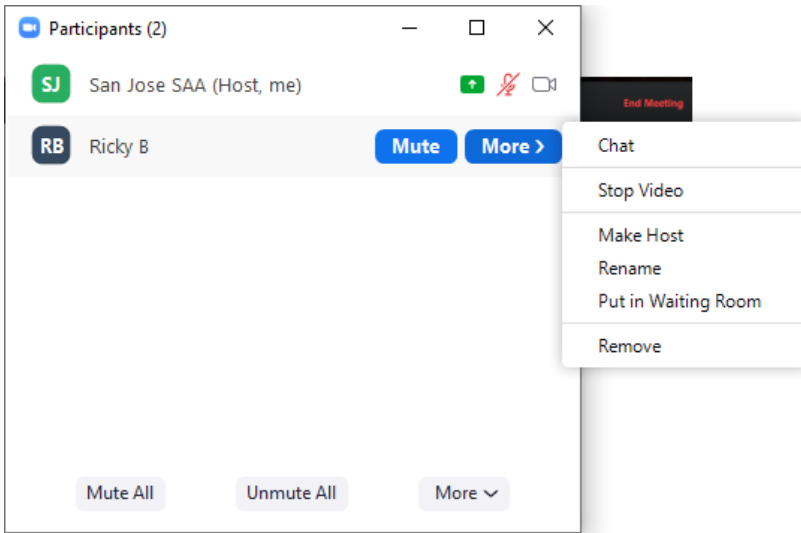 Participants (2)
SJ San Jose SAA (Host, me)
End Meeting
RB Ricky B Mute More >
Chat
Stop Video
Make Host
Rename
Put in Waiting Room
Remove
Mute All Unmute All More